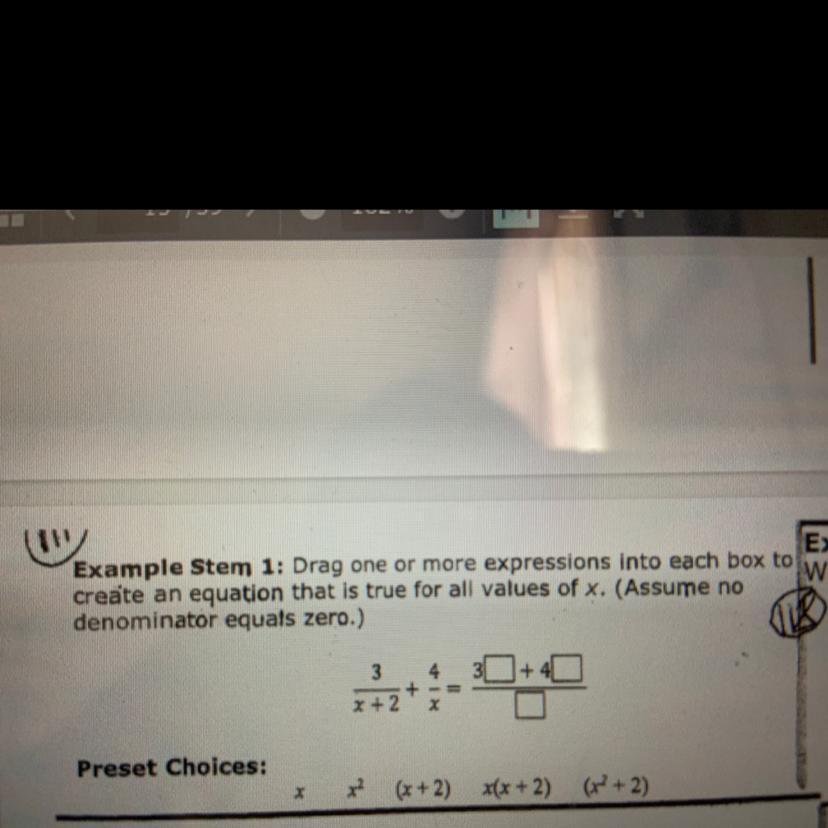 Example Stem 1: Drag one or more expressions into each box to
create an equation that is true for all values of x. (Assume no
denominator equals zero.)
3/(x + 2) + 4/x = (3□ + 4□)/□
Preset Choices:
x x² (x + 2) x(x + 2) (x² + 2)